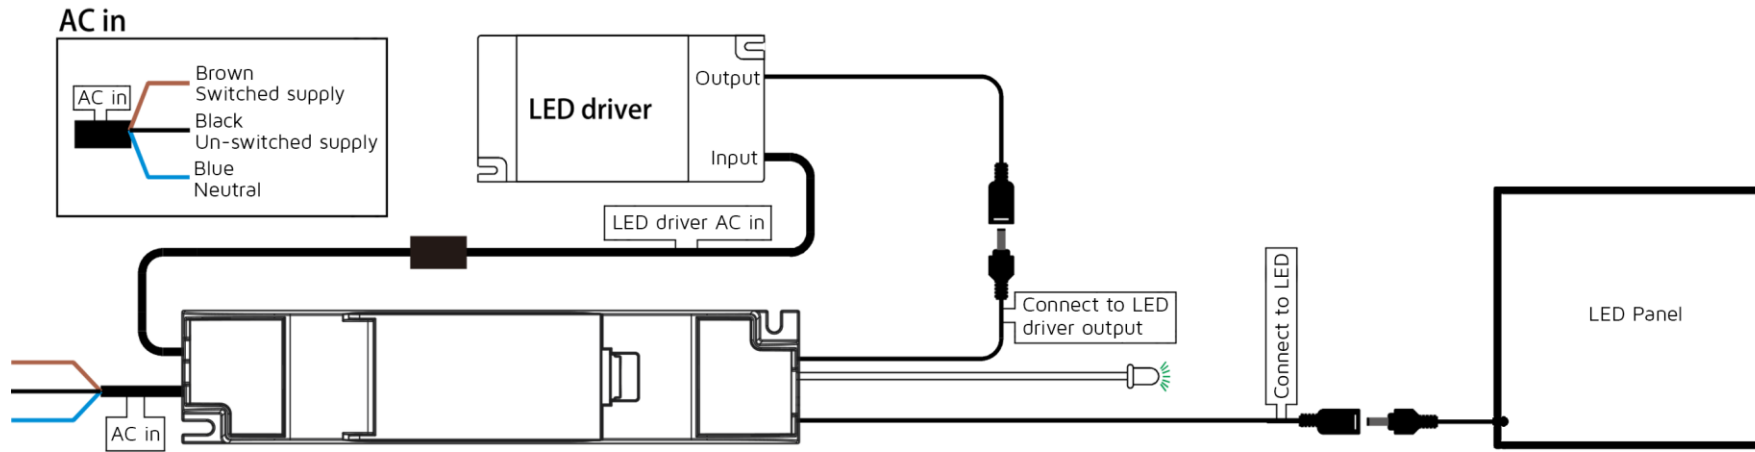 AC in
AC in
Brown
Switched supply
Black
Un-switched supply
Blue
Neutral
LED driver
Output
Input
LED driver AC in
Connect to LED
driver output
Connect to LED
LED Panel
AC in